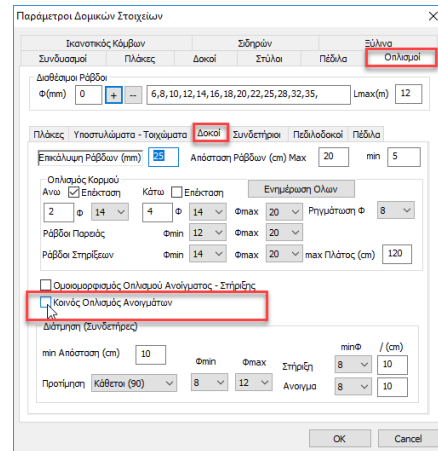 Παράμετροι Δομικών Στοιχείων
Ικανοτικός Κόμβων Σιδηρών Ξύλινα
Συνδυασμοί Πλάκες Δοκοί Στύλοι Πέδιλα Οπλισμοί
Διαθέσιμοι Ράβδοι
Φ(mm) 0 + -- 6,8,10,12,14,16,18,20,22,25,28,32,35, Lmax(m) 12
Πλάκες Υποστυλώματα - Τοιχώματα Δοκοί Συνδετήριοι Πεδιλοδοκοί Πέδιλα
Επικάλυψη Ράβδων (mm) 25 Απόσταση Ράβδων (cm) Max 20 min 5
Οπλισμός Κορμού
Ανω Επέκταση Κάτω Επέκταση Ενημέρωση Ολων
2 Φ 14 4 Φ 14 Φmax 20 Ρηγμάτωση Φ 8
Ράβδοι Παρειάς Φmin 12 Φmax 20
Ράβδοι Στηρίξεων Φmin 14 Φmax 20 max Πλάτος (cm) 120
Ομοιομορφισμός Οπλισμού Ανοίγματος - Στήριξης
Κοινός Οπλισμός Ανοιγμάτων
Διάτμηση (Συνδετήρες)
minΦ / (cm)
min Απόσταση (cm) 10 Φmin Φmax Στήριξη 8 10
Προτίμηση Κάθετοι (90) 8 12 Ανοιγμα 8 10
OK Cancel